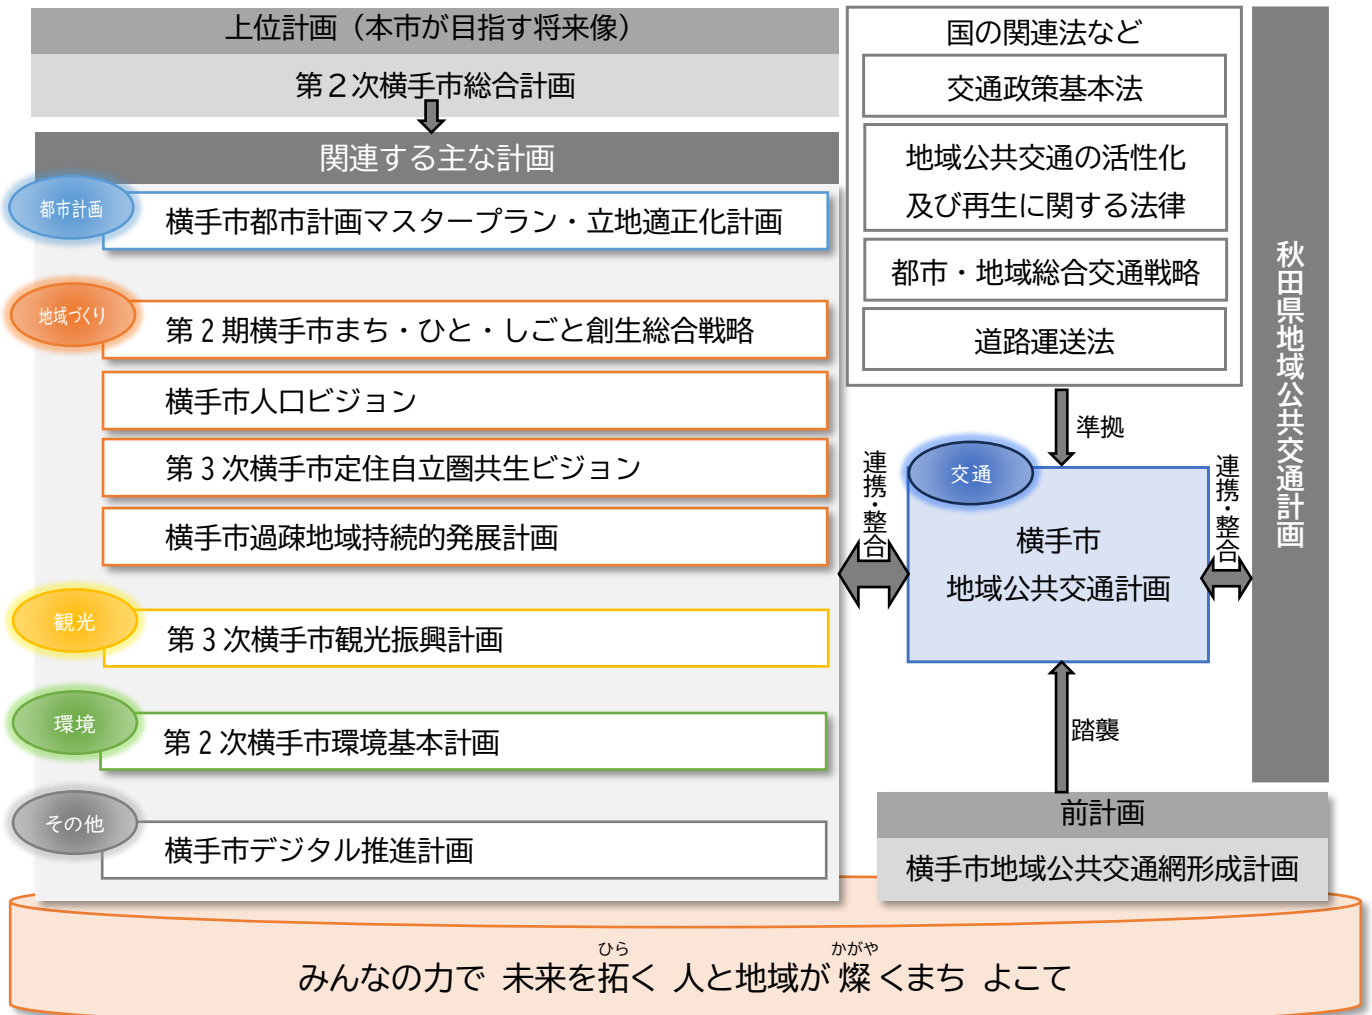 上位計画（本市が目指す将来像）
第２次横手市総合計画
関連する主な計画
都市計画
横手市都市計画マスタープラン・立地適正化計画
地域づくり
第２期横手市まち・ひと・しごと創生総合戦略
横手市人口ビジョン
第３次横手市定住自立圏共生ビジョン
横手市過疎地域持続的発展計画
観光
第３次横手市観光振興計画
環境
第２次横手市環境基本計画
その他
横手市デジタル推進計画
国の関連法など
交通政策基本法
地域公共交通の活性化
及び再生に関する法律
都市・地域総合交通戦略
道路運送法
準拠
連携・整合
交通
横手市
地域公共交通計画
連携・整合
秋田県地域公共交通計画
踏襲
前計画
横手市地域公共交通網形成計画
ひら かがや
みんなの力で 未来を拓く 人と地域が 燦くまち よこて